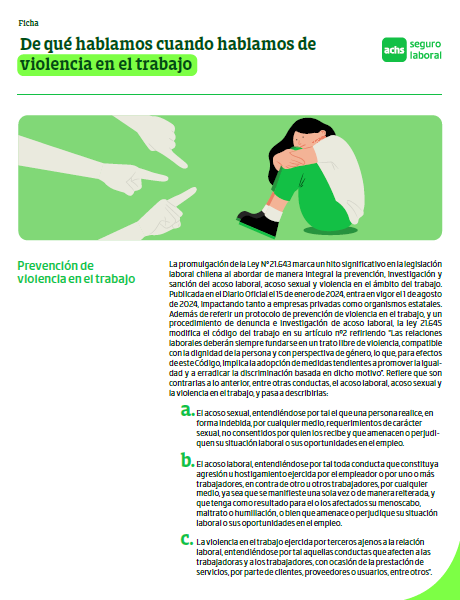 Ficha
De qué hablamos cuando hablamos de
violencia en el trabajo
achs
seguro
laboral
Prevención de
violencia en el trabajo
La promulgación de la Ley Nº21.643 marca un hito significativo en la legislación
laboral chilena al abordar de manera integral la prevención, investigación y
sanción del acoso laboral, acoso sexual y violencia en el ámbito del trabajo.
Publicada en el Diario Oficial el 15 de enero de 2024, entra en vigor el 1 de agosto
de 2024, impactando tanto a empresas privadas como organismos estatales.
Además de referir un protocolo de prevención de violencia en el trabajo, y un
procedimiento de denuncia e investigación de acoso laboral, la ley 21.645
modifica el código del trabajo en su artículo nº2 refiriendo "Las relaciones
laborales deberán siempre fundarse en un trato libre de violencia, compatible
con la dignidad de la persona y con perspectiva de género, lo que, para efectos
de este Código, implica la adopción de medidas tendientes a promover la igual-
dad y a erradicar la discriminación basada en dicho motivo". Refiere que son
contrarias a lo anterior, entre otras conductas, el acoso laboral, acoso sexual y
la violencia en el trabajo, y pasa a describirlas:
a. El acoso sexual, entendiéndose por tal el que una persona realice, en
forma indebida, por cualquier medio, requerimientos de carácter
sexual, no consentidos por quien los recibe y que amenacen o perjudi-
quen su situación laboral o sus oportunidades en el empleo.
b. El acoso laboral, entendiéndose por tal toda conducta que constituya
agresión u hostigamiento ejercida por el empleador o por uno o más
trabajadores, en contra de otro u otros trabajadores, por cualquier
medio, ya sea que se manifieste una sola vez o de manera reiterada, y
que tenga como resultado para el o los afectados su menoscabo,
maltrato o humillación, o bien que amenace o perjudique su situación
laboral o sus oportunidades en el empleo.
c. La violencia en el trabajo ejercida por terceros ajenos a la relación
laboral, entendiéndose por tal aquellas conductas que afecten a las
trabajadoras y a los trabajadores, con ocasión de la prestación de
servicios, por parte de clientes, proveedores o usuarios, entre otros".